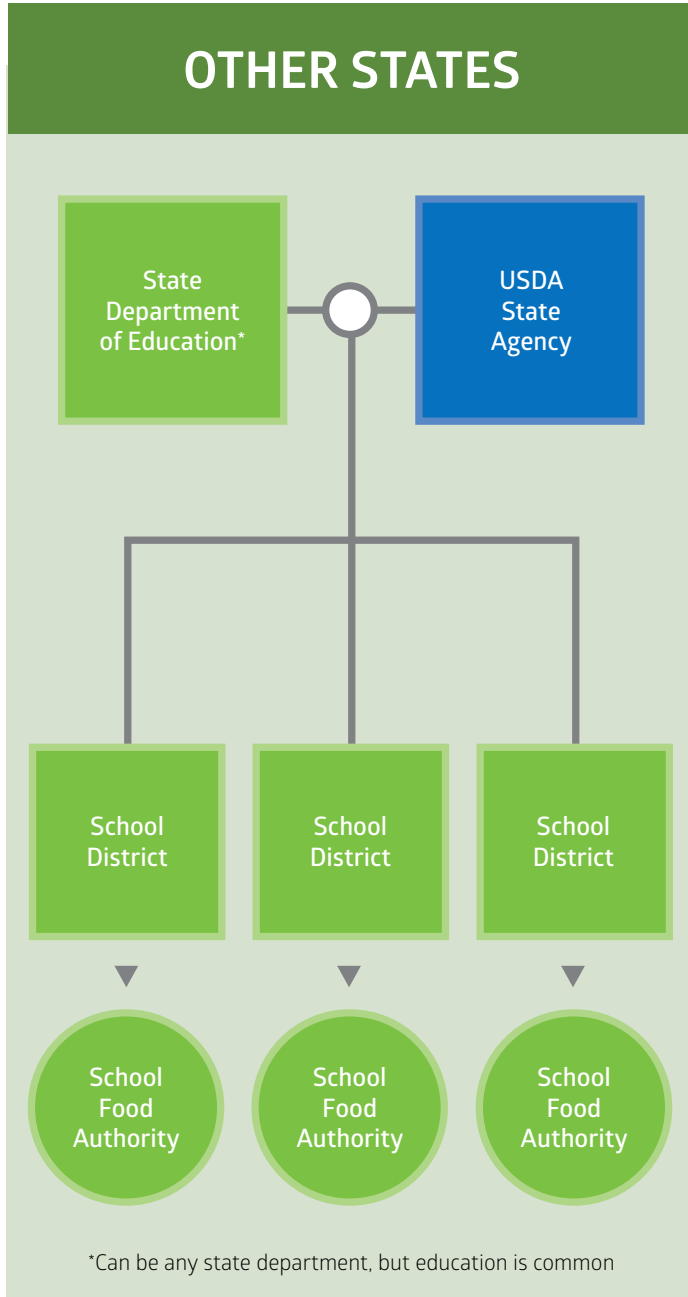 OTHER STATES
State
Department
of Education*
USDA
State
Agency
School
District
School
District
School
District
School
Food
Authority
School
Food
Authority
School
Food
Authority
*Can be any state department, but education is common